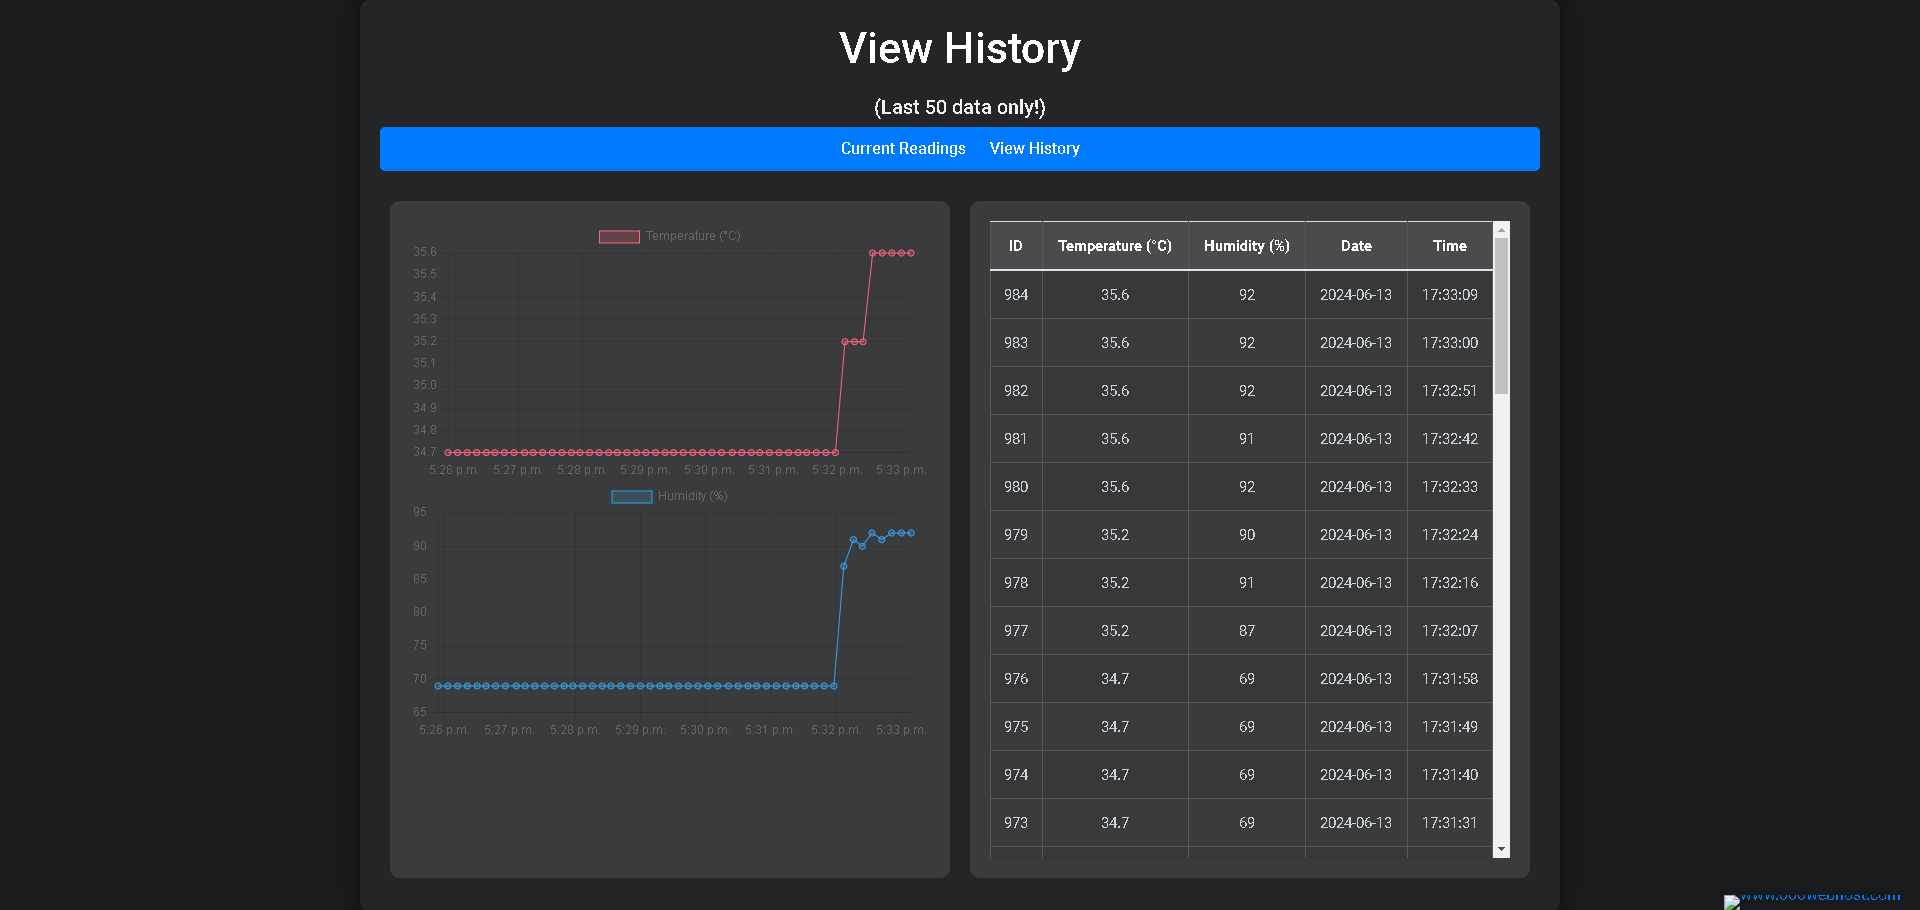 View History
(Last 50 data only!)
Current Readings View History
Temperature (°C)
35.6
35.5
35.4
35.3
35.2
35.1
35.0
34.9
34.8
34.7
5:26 p.m. 5:27 p.m. 5:28 p.m. 5:29 p.m. 5:30 p.m. 5:31 p.m. 5:32 p.m. 5:33 p.m.
Humidity (%)
95
90
85
80
75
70
65
5:26 p.m. 5:27 p.m. 5:28 p.m. 5:29 p.m. 5:30 p.m. 5:31 p.m. 5:32 p.m. 5:33 p.m.
ID Temperature (°C) Humidity (%) Date Time
984 35.6 92 2024-06-13 17:33:09
983 35.6 92 2024-06-13 17:33:00
982 35.6 92 2024-06-13 17:32:51
981 35.6 91 2024-06-13 17:32:42
980 35.6 92 2024-06-13 17:32:33
979 35.2 90 2024-06-13 17:32:24
978 35.2 91 2024-06-13 17:32:16
977 35.2 87 2024-06-13 17:32:07
976 34.7 69 2024-06-13 17:31:58
975 34.7 69 2024-06-13 17:31:49
974 34.7 69 2024-06-13 17:31:40
973 34.7 69 2024-06-13 17:31:31
www.000webhost.com